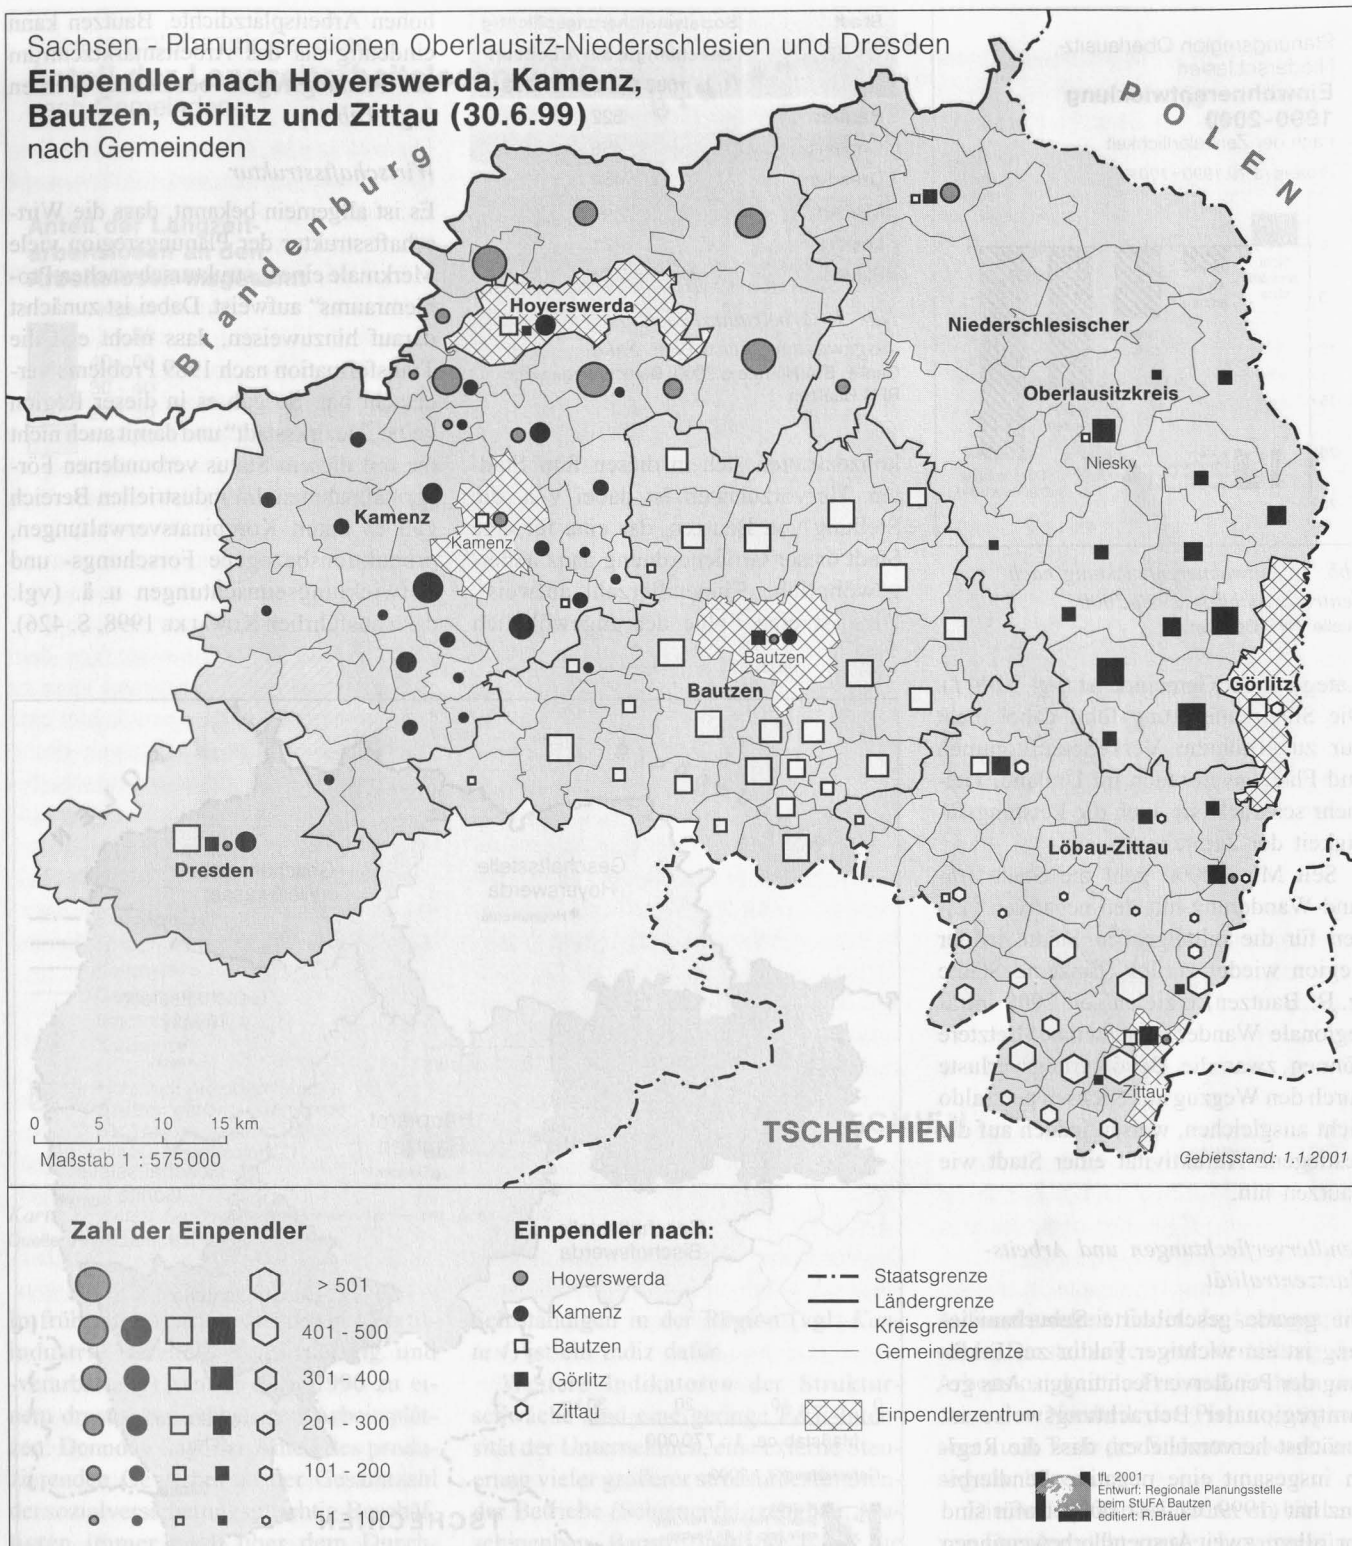 Sachsen - Planungsregionen Oberlausitz-Niederschlesien und Dresden
Einpendler nach Hoyerswerda, Kamenz,
Bautzen, Görlitz und Zittau (30.6.99)
nach Gemeinden
POLEN
Brandenburg
Hoyerswerda
Niederschlesischer
Oberlausitzkreis
Niesky
Kamenz
Kamenz
Bautzen
Bautzen
Görlitz
Dresden
Löbau-Zittau
Zittau
TSCHECHIEN
0 5 10 15 km
Maßstab 1 : 575 000
Gebietsstand: 1.1.2001
Zahl der Einpendler
> 501
401 - 500
301 - 400
201 - 300
101 - 200
51 - 100
Einpendler nach:
Hoyerswerda
Kamenz
Bautzen
Görlitz
Zittau
Staatsgrenze
Ländergrenze
Kreisgrenze
Gemeindegrenze
Einpendlerzentrum
IfL 2001
Entwurf: Regionale Planungsstelle
beim StUFA Bautzen
editiert: R.Bräuer